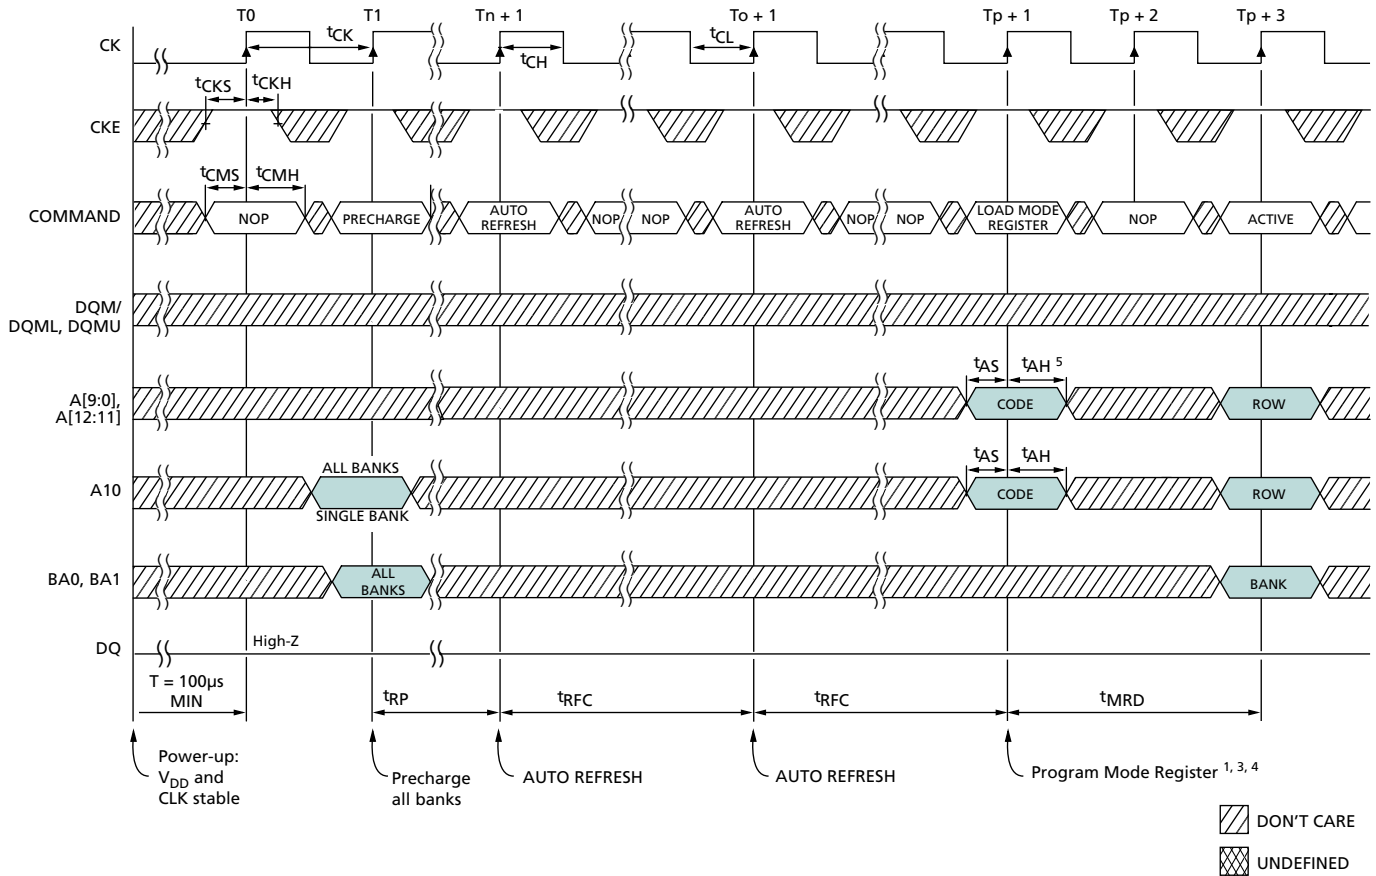 T0 T1 Tn + 1 To + 1 Tp + 1 Tp + 2 Tp + 3
CK
tCK
tCH
tCL
tCKS tCKH
CKE
tCMS tCMH
COMMAND
NOP
PRECHARGE
AUTO
REFRESH
NOP
NOP
AUTO
REFRESH
NOP
NOP
LOAD MODE
REGISTER
NOP
ACTIVE
DQM/
DQML, DQMU
tAS tAH 5
A[9:0],
A[12:11]
CODE
ROW
ALL BANKS
tAS tAH
A10
CODE
ROW
SINGLE BANK
BA0, BA1
ALL
BANKS
BANK
DQ
High-Z
T = 100µs
MIN
tRP
tRFC
tRFC
tMRD
Power-up:
VDD and
CLK stable
Precharge
all banks
AUTO REFRESH
AUTO REFRESH
Program Mode Register 1, 3, 4
DON'T CARE
UNDEFINED